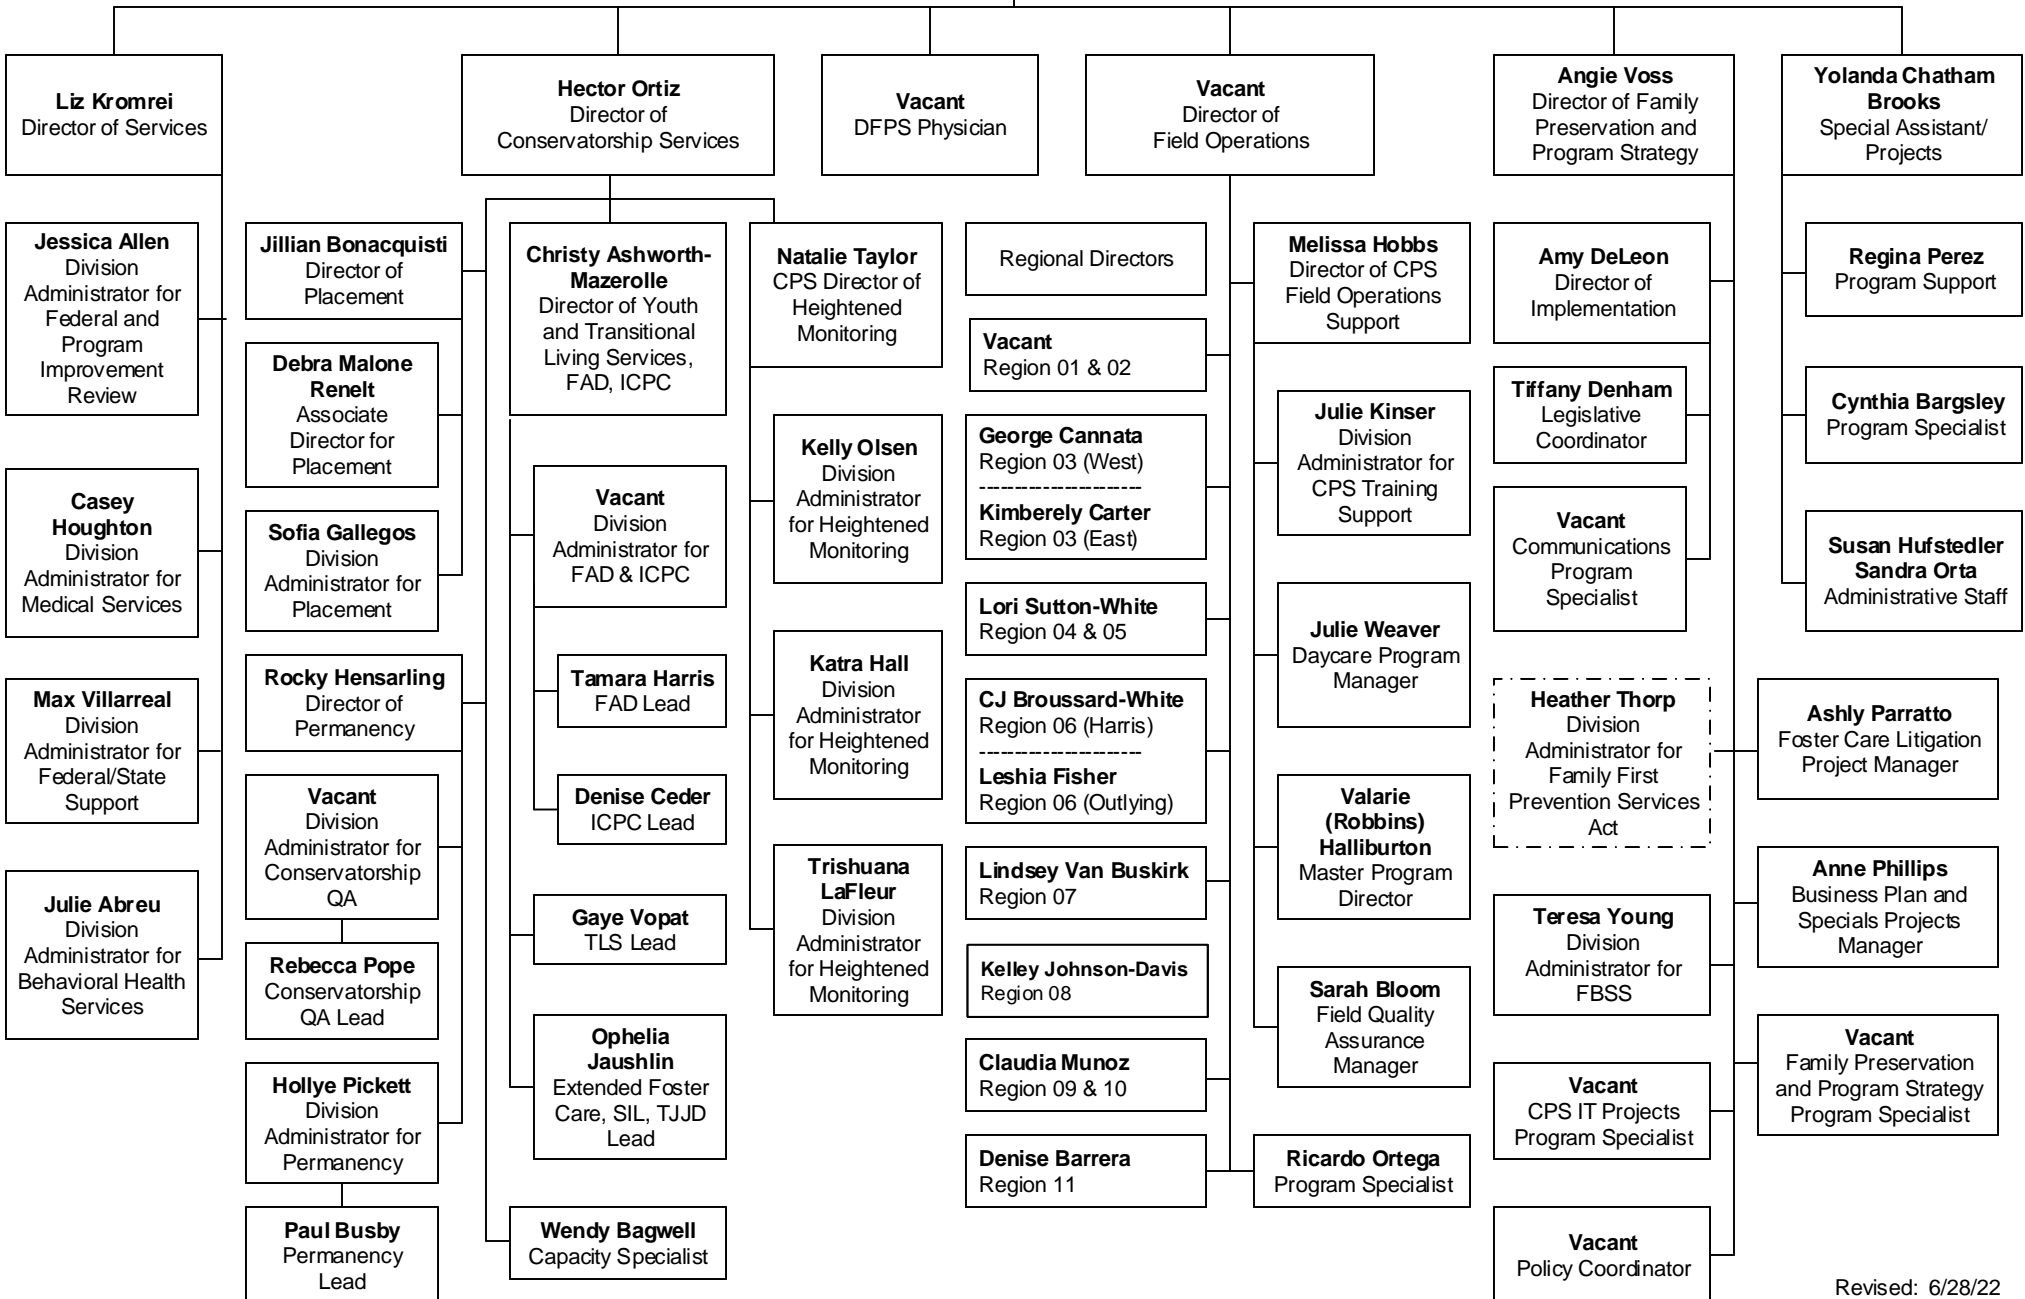 Liz Kromrei
Director of Services
Hector Ortiz
Director of
Conservatorship Services
Vacant
DFPS Physician
Vacant
Director of
Field Operations
Angie Voss
Director of Family
Preservation and
Program Strategy
Yolanda Chatham
Brooks
Special Assistant/
Projects
Jessica Allen
Division
Administrator for
Federal and
Program
Improvement
Review
Casey
Houghton
Division
Administrator for
Medical Services
Max Villarreal
Division
Administrator for
Federal/State
Support
Julie Abreu
Division
Administrator for
Behavioral Health
Services
Jillian Bonacquisti
Director of
Placement
Debra Malone
Renelt
Associate
Director for
Placement
Sofia Gallegos
Division
Administrator for
Placement
Rocky Hensarling
Director of
Permanency
Vacant
Division
Administrator for
Conservatorship
QA
Rebecca Pope
Conservatorship
QA Lead
Hollye Pickett
Division
Administrator for
Permanency
Paul Busby
Permanency
Lead
Christy Ashworth-
Mazerolle
Director of Youth
and Transitional
Living Services,
FAD, ICPC
Vacant
Division
Administrator for
FAD & ICPC
Tamara Harris
FAD Lead
Denise Ceder
ICPC Lead
Gaye Vopat
TLS Lead
Ophelia
Jaushlin
Extended Foster
Care, SIL, TJJD
Lead
Wendy Bagwell
Capacity Specialist
Natalie Taylor
CPS Director of
Heightened
Monitoring
Kelly Olsen
Division
Administrator
for Heightened
Monitoring
Katra Hall
Division
Administrator
for Heightened
Monitoring
Trishuana
LaFleur
Division
Administrator
for Heightened
Monitoring
Regional Directors
Vacant
Region 01 & 02
George Cannata
Region 03 (West)
-----------------------
Kimberely Carter
Region 03 (East)
Lori Sutton-White
Region 04 & 05
CJ Broussard-White
Region 06 (Harris)
-----------------------
Leshia Fisher
Region 06 (Outlying)
Lindsey Van Buskirk
Region 07
Kelley Johnson-Davis
Region 08
Claudia Munoz
Region 09 & 10
Denise Barrera
Region 11
Melissa Hobbs
Director of CPS
Field Operations
Support
Julie Kinser
Division
Administrator for
CPS Training
Support
Julie Weaver
Daycare Program
Manager
Valarie
(Robbins)
Halliburton
Master Program
Director
Sarah Bloom
Field Quality
Assurance
Manager
Ricardo Ortega
Program Specialist
Amy DeLeon
Director of
Implementation
Tiffany Denham
Legislative
Coordinator
Vacant
Communications
Program
Specialist
Heather Thorp
Division
Administrator for
Family First
Prevention Services
Act
Teresa Young
Division
Administrator for
FBSS
Vacant
CPS IT Projects
Program Specialist
Vacant
Policy Coordinator
Regina Perez
Program Support
Cynthia Bargsley
Program Specialist
Susan Hufstedler
Sandra Orta
Administrative Staff
Ashly Parratto
Foster Care Litigation
Project Manager
Anne Phillips
Business Plan and
Specials Projects
Manager
Vacant
Family Preservation
and Program Strategy
Program Specialist
Revised: 6/28/22